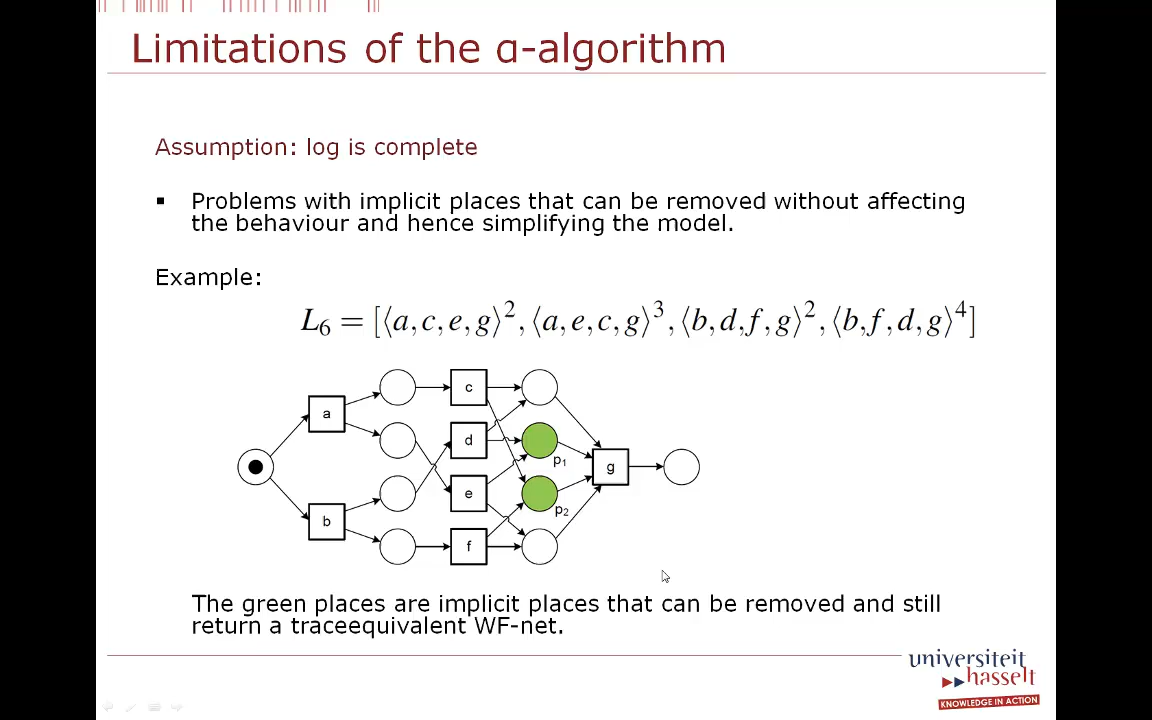 Limitations of the α-algorithm
Assumption: log is complete
▪ Problems with implicit places that can be removed without affecting
the behaviour and hence simplifying the model.
Example:
L₆ = [⟨a,c,e,g⟩², ⟨a,e,c,g⟩³, ⟨b,d,f,g⟩², ⟨b,f,d,g⟩⁴]
c
a
d
p₁
g
e
p₂
b
f
The green places are implicit places that can be removed and still
return a traceequivalent WF-net.
universiteit
hasselt
KNOWLEDGE IN ACTION